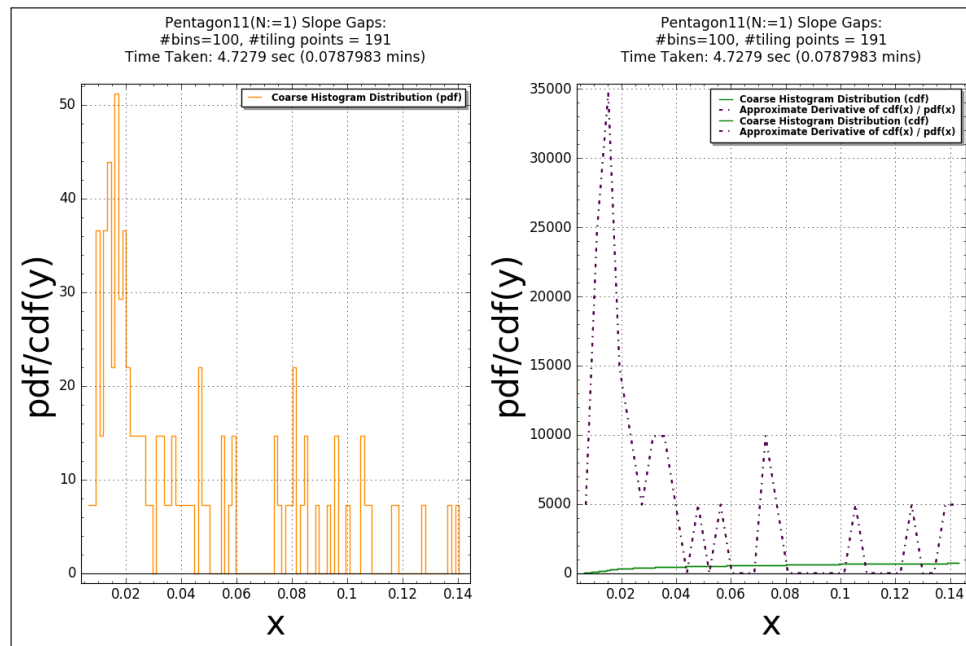 Pentagon11(N:=1) Slope Gaps:
#bins=100, #tiling points = 191
Time Taken: 4.7279 sec (0.0787983 mins)
Coarse Histogram Distribution (pdf)
50
40
30
20
10
0
pdf/cdf(y)
0.02 0.04 0.06 0.08 0.1 0.12 0.14
x
Pentagon11(N:=1) Slope Gaps:
#bins=100, #tiling points = 191
Time Taken: 4.7279 sec (0.0787983 mins)
Coarse Histogram Distribution (cdf)
Approximate Derivative of cdf(x) / pdf(x)
Coarse Histogram Distribution (cdf)
Approximate Derivative of cdf(x) / pdf(x)
35000
30000
25000
20000
15000
10000
5000
0
pdf/cdf(y)
0.02 0.04 0.06 0.08 0.1 0.12 0.14
x